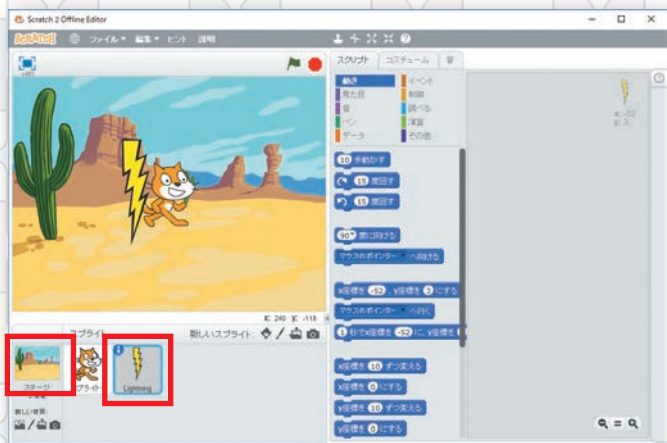 Scratch 2 Offline Editor
SCRATCH ファイル▼ 編集▼ ヒント 説明
スクリプト コスチューム 音
動き イベント
見た目 制御
音 調べる
ペン 演算
データ その他
10 歩動かす
15 度回す
15 度回す
90▼ 度に向ける
マウスのポインター へ向ける
x座標を -52 、y座標を 3 にする
マウスのポインター へ行く
1 秒でx座標を -52 に、y座標を
x座標を 10 ずつ変える
x座標を 0 にする
y座標を 10 ずつ変える
y座標を 0 にする
x: -52
y: 3
x: 240 y: -118
スプライト 新しいスプライト:
ステージ
Lightning
新しい背景